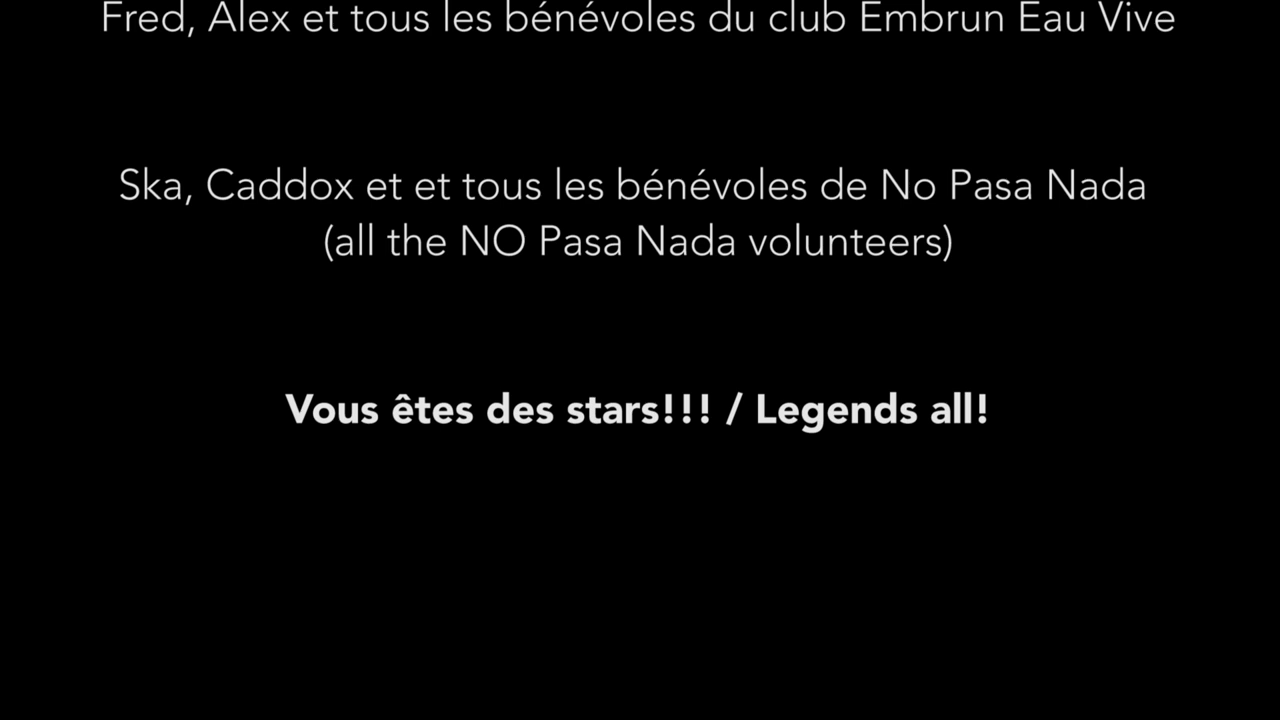 Fred, Alex et tous les bénévoles du club Embrun Eau Vive
Ska, Caddox et et tous les bénévoles de No Pasa Nada
(all the NO Pasa Nada volunteers)
Vous êtes des stars!!! / Legends all!